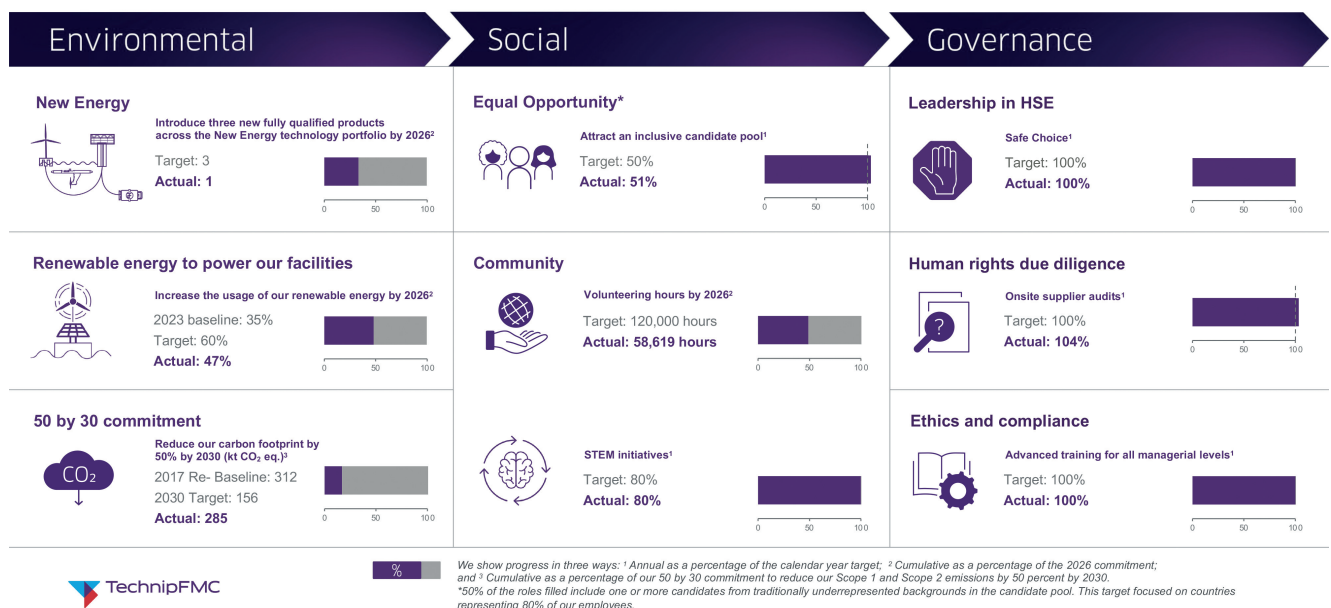 Environmental
Social
Governance
New Energy
Introduce three new fully qualified products
across the New Energy technology portfolio by 2026²
Target: 3
Actual: 1
0 50 100
Renewable energy to power our facilities
Increase the usage of our renewable energy by 2026²
2023 baseline: 35%
Target: 60%
Actual: 47%
0 50 100
50 by 30 commitment
CO₂
Reduce our carbon footprint by
50% by 2030 (kt CO₂ eq.)³
2017 Re- Baseline: 312
2030 Target: 156
Actual: 285
0 50 100
Equal Opportunity*
Attract an inclusive candidate pool¹
Target: 50%
Actual: 51%
0 50 100
Community
Volunteering hours by 2026²
Target: 120,000 hours
Actual: 58,619 hours
0 50 100
STEM initiatives¹
Target: 80%
Actual: 80%
0 50 100
Leadership in HSE
Safe Choice¹
Target: 100%
Actual: 100%
0 50 100
Human rights due diligence
?
Onsite supplier audits¹
Target: 100%
Actual: 104%
0 50 100
Ethics and compliance
Advanced training for all managerial levels¹
Target: 100%
Actual: 100%
0 50 100
TechnipFMC
%
We show progress in three ways: ¹ Annual as a percentage of the calendar year target; ² Cumulative as a percentage of the 2026 commitment;
and ³ Cumulative as a percentage of our 50 by 30 commitment to reduce our Scope 1 and Scope 2 emissions by 50 percent by 2030.
*50% of the roles filled include one or more candidates from traditionally underrepresented backgrounds in the candidate pool. This target focused on countries
representing 80% of our employees.